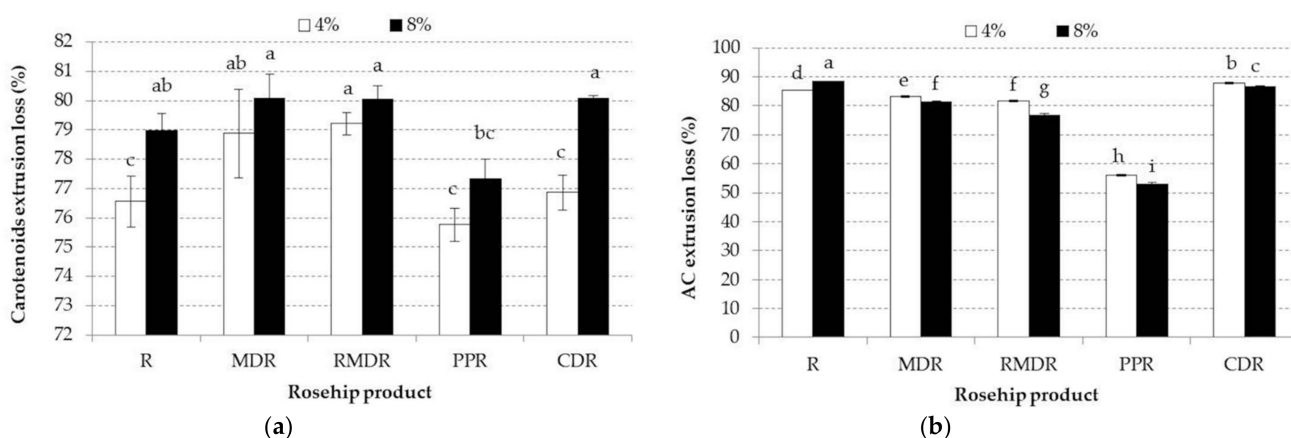 4% 8%
Carotenoids extrusion loss (%)
82
81
80
79
78
77
76
75
74
73
72
c ab ab a a a c bc c a
R MDR RMDR PPR CDR
Rosehip product
(a)
4% 8%
AC extrusion loss (%)
100
90
80
70
60
50
40
30
20
10
0
d a e f f g h i b c
R MDR RMDR PPR CDR
Rosehip product
(b)